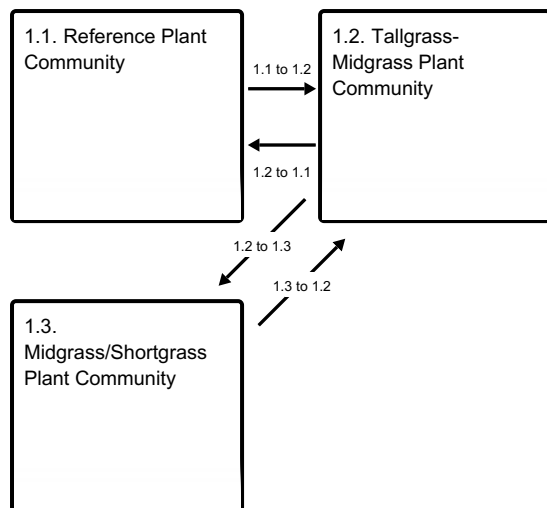 1.1. Reference Plant
Community
1.1 to 1.2
1.2. Tallgrass-
Midgrass Plant
Community
1.2 to 1.1
1.2 to 1.3
1.3 to 1.2
1.3.
Midgrass/Shortgrass
Plant Community